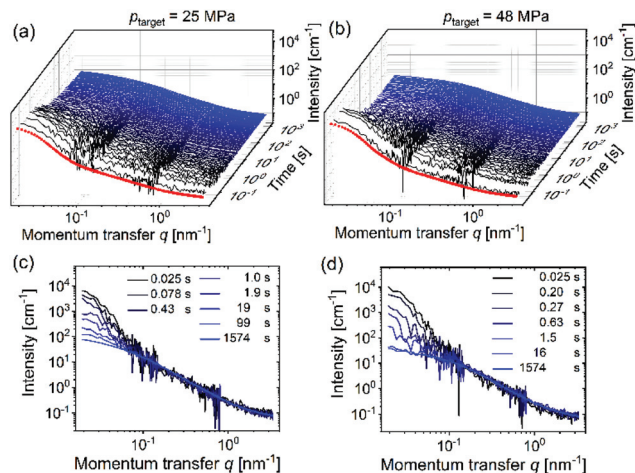 p_target = 25 MPa
(a)
Intensity [cm⁻¹]
10⁴
10²
10⁰
Time [s]
10³
10²
10¹
10⁰
10⁻¹
10⁻¹ 10⁰
Momentum transfer q [nm⁻¹]
p_target = 48 MPa
(b)
Intensity [cm⁻¹]
10⁴
10²
10⁰
Time [s]
10³
10²
10¹
10⁰
10⁻¹
10⁻¹ 10⁰
Momentum transfer q [nm⁻¹]
(c)
Intensity [cm⁻¹]
10⁴
10³
10²
10¹
10⁰
10⁻¹
0.025 s 1.0 s
0.078 s 1.9 s
0.43 s 19 s
99 s
1574 s
10⁻¹ 10⁰
Momentum transfer q [nm⁻¹]
(d)
Intensity [cm⁻¹]
10⁴
10³
10²
10¹
10⁰
10⁻¹
0.025 s
0.20 s
0.27 s
0.63 s
1.5 s
16 s
1574 s
10⁻¹ 10⁰
Momentum transfer q [nm⁻¹]